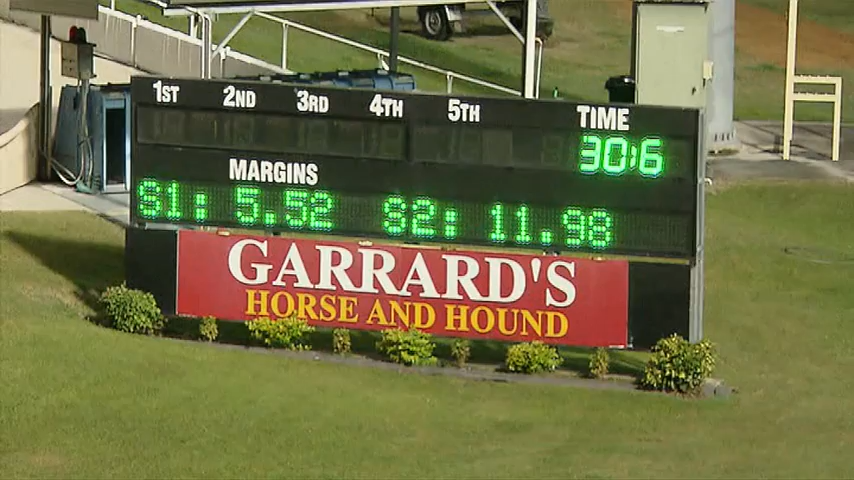 1ST 2ND 3RD 4TH 5TH TIME
30:6
MARGINS
S1: 5.52 S2: 11.98
GARRARD'S
HORSE AND HOUND